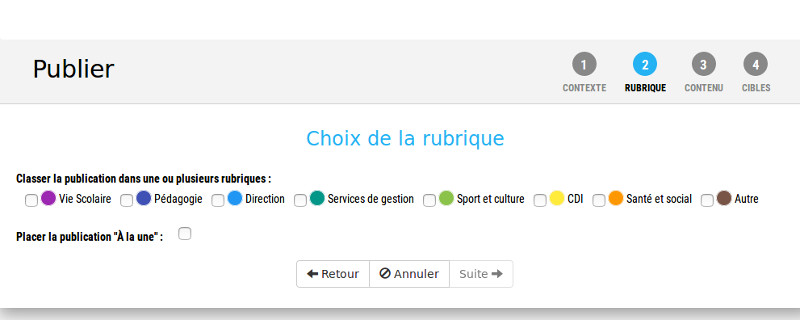 Publier
1 2 3 4
CONTEXTE RUBRIQUE CONTENU CIBLES
Choix de la rubrique
Classer la publication dans une ou plusieurs rubriques :
Vie Scolaire Pédagogie Direction Services de gestion Sport et culture CDI Santé et social Autre
Placer la publication "À la une" :
Retour Annuler Suite